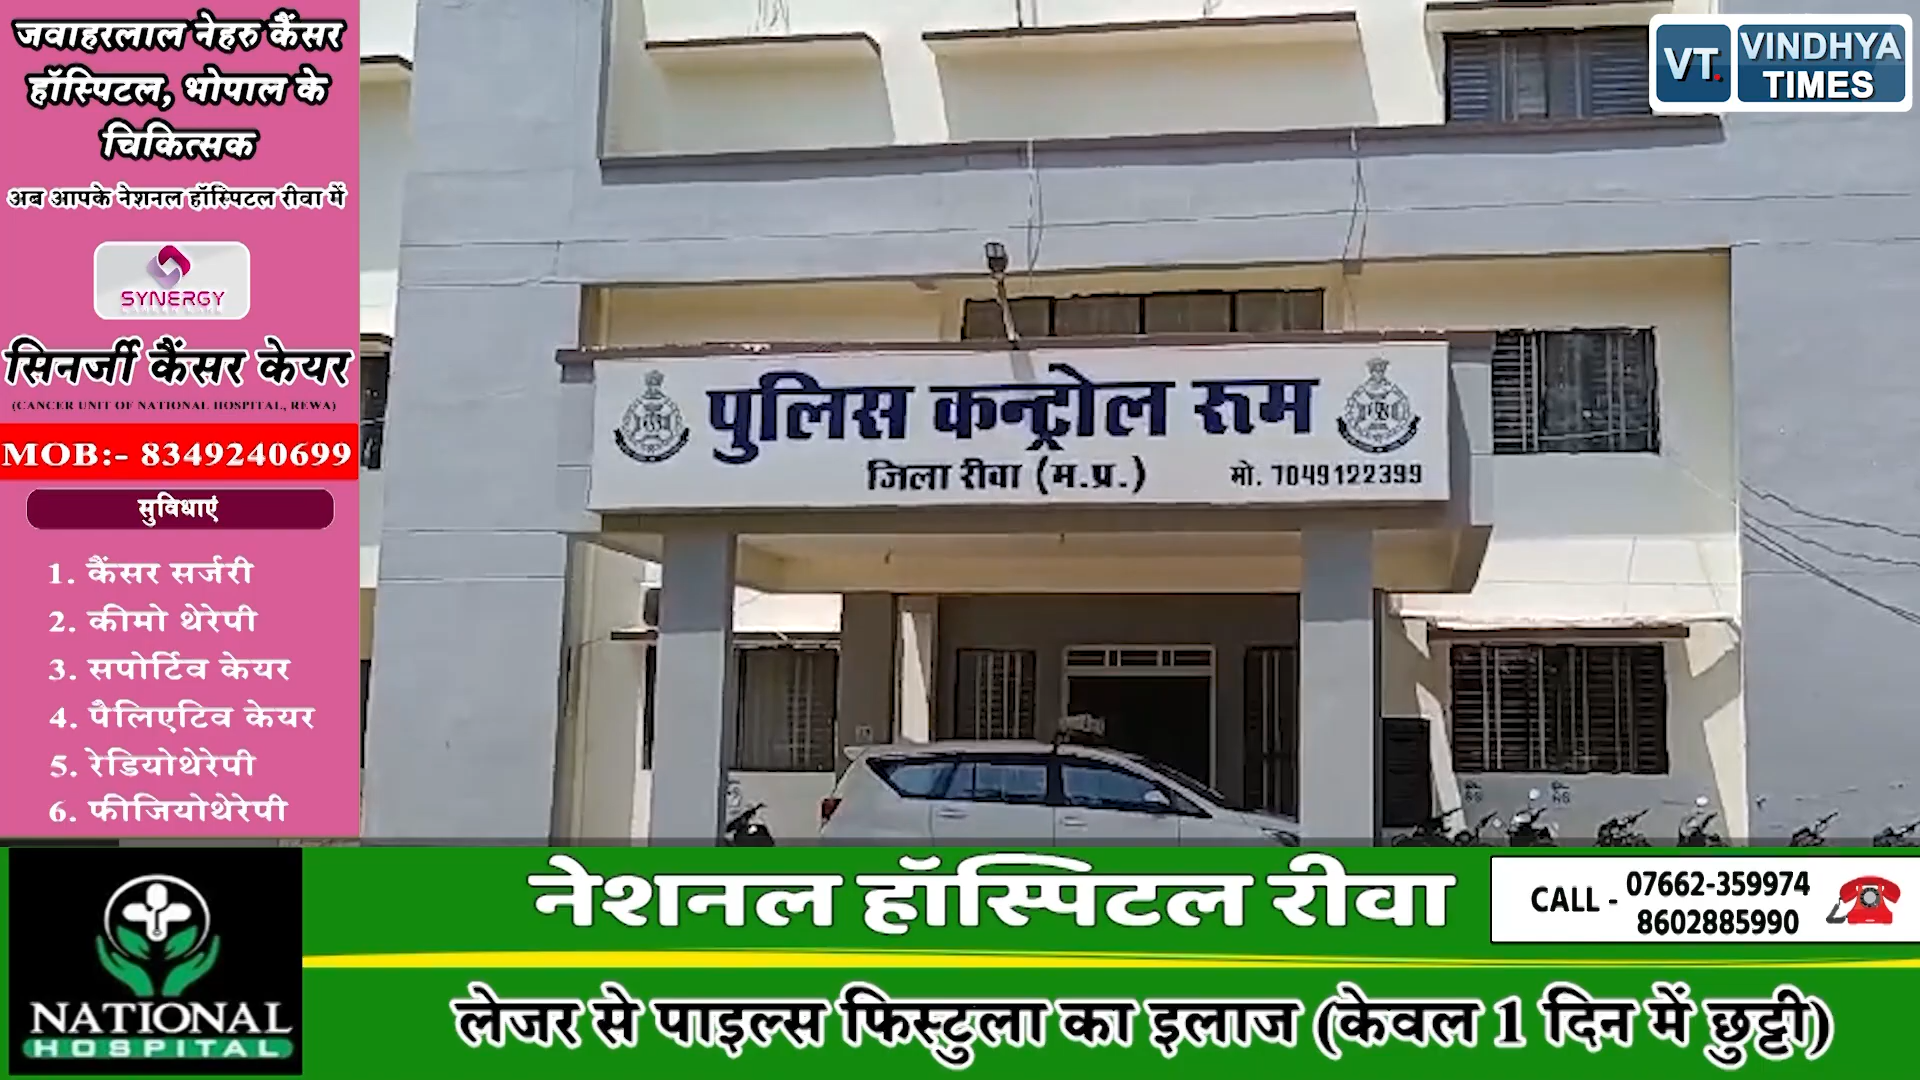 जवाहरलाल नेहरु कैंसर
हॉस्पिटल, भोपाल के
चिकित्सक
अब आपके नेशनल हॉस्पिटल रीवा में
SYNERGY
सिनर्जी कैंसर केयर
(CANCER UNIT OF NATIONAL HOSPITAL, REWA)
MOB:- 8349240699
सुविधाएं
1. कैंसर सर्जरी
2. कीमो थेरेपी
3. सपोर्टिव केयर
4. पैलिएटिव केयर
5. रेडियोथेरेपी
6. फीजियोथेरेपी
VT. VINDHYA
TIMES
पुलिस कन्ट्रोल रूम
जिला रीवा (म.प्र.) मो. 7049122399
NATIONAL
HOSPITAL
नेशनल हॉस्पिटल रीवा
CALL - 07662-359974
8602885990
लेजर से पाइल्स फिस्टुला का इलाज (केवल 1 दिन में छुट्टी)